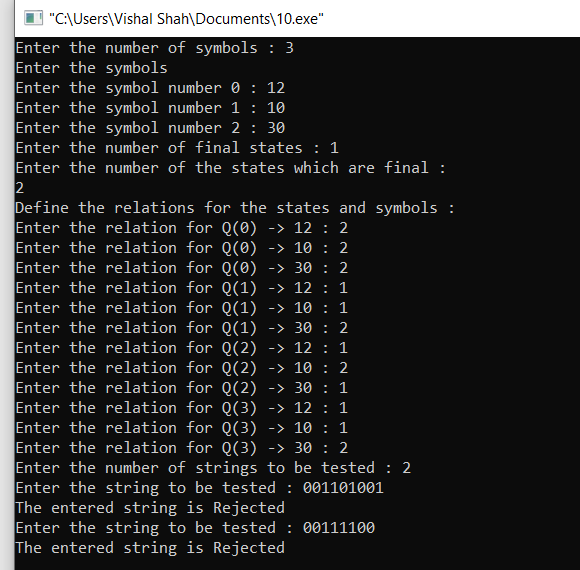 "C:\Users\Vishal Shah\Documents\10.exe"
Enter the number of symbols : 3
Enter the symbols
Enter the symbol number 0 : 12
Enter the symbol number 1 : 10
Enter the symbol number 2 : 30
Enter the number of final states : 1
Enter the number of the states which are final :
2
Define the relations for the states and symbols :
Enter the relation for Q(0) -> 12 : 2
Enter the relation for Q(0) -> 10 : 2
Enter the relation for Q(0) -> 30 : 2
Enter the relation for Q(1) -> 12 : 1
Enter the relation for Q(1) -> 10 : 1
Enter the relation for Q(1) -> 30 : 2
Enter the relation for Q(2) -> 12 : 1
Enter the relation for Q(2) -> 10 : 2
Enter the relation for Q(2) -> 30 : 1
Enter the relation for Q(3) -> 12 : 1
Enter the relation for Q(3) -> 10 : 1
Enter the relation for Q(3) -> 30 : 2
Enter the number of strings to be tested : 2
Enter the string to be tested : 001101001
The entered string is Rejected
Enter the string to be tested : 00111100
The entered string is Rejected